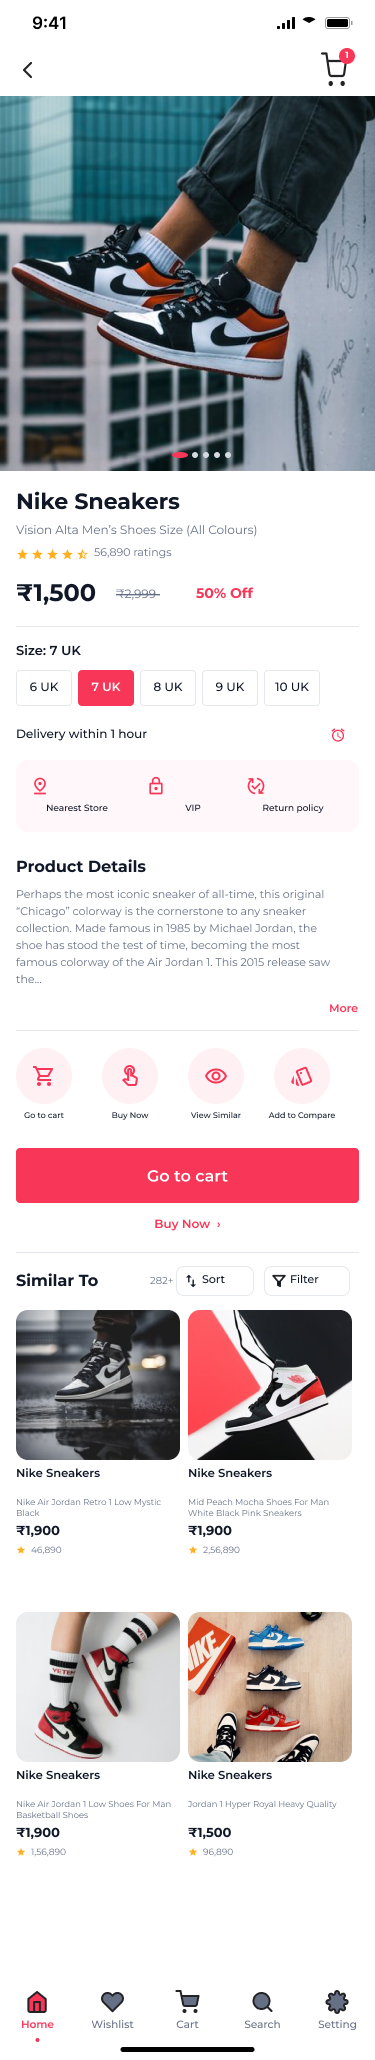 9:41
1
Nike Sneakers
Vision Alta Men’s Shoes Size (All Colours)
56,890 ratings
₹1,500 ₹2,999 50% Off
Size: 7 UK
6 UK 7 UK 8 UK 9 UK 10 UK
Delivery within 1 hour
Nearest Store VIP Return policy
Product Details
Perhaps the most iconic sneaker of all-time, this original
“Chicago” colorway is the cornerstone to any sneaker
collection. Made famous in 1985 by Michael Jordan, the
shoe has stood the test of time, becoming the most
famous colorway of the Air Jordan 1. This 2015 release saw
the...
More
Go to cart Buy Now View Similar Add to Compare
Go to cart
Buy Now ›
Similar To 282+ Sort Filter
Nike Sneakers
Nike Air Jordan Retro 1 Low Mystic
Black
₹1,900
46,890
Nike Sneakers
Mid Peach Mocha Shoes For Man
White Black Pink Sneakers
₹1,900
2,56,890
VETEM
Nike Sneakers
Nike Air Jordan 1 Low Shoes For Man
Basketball Shoes
₹1,900
1,56,890
NIKE
Nike Sneakers
Jordan 1 Hyper Royal Heavy Quality
₹1,500
96,890
Home Wishlist Cart Search Setting